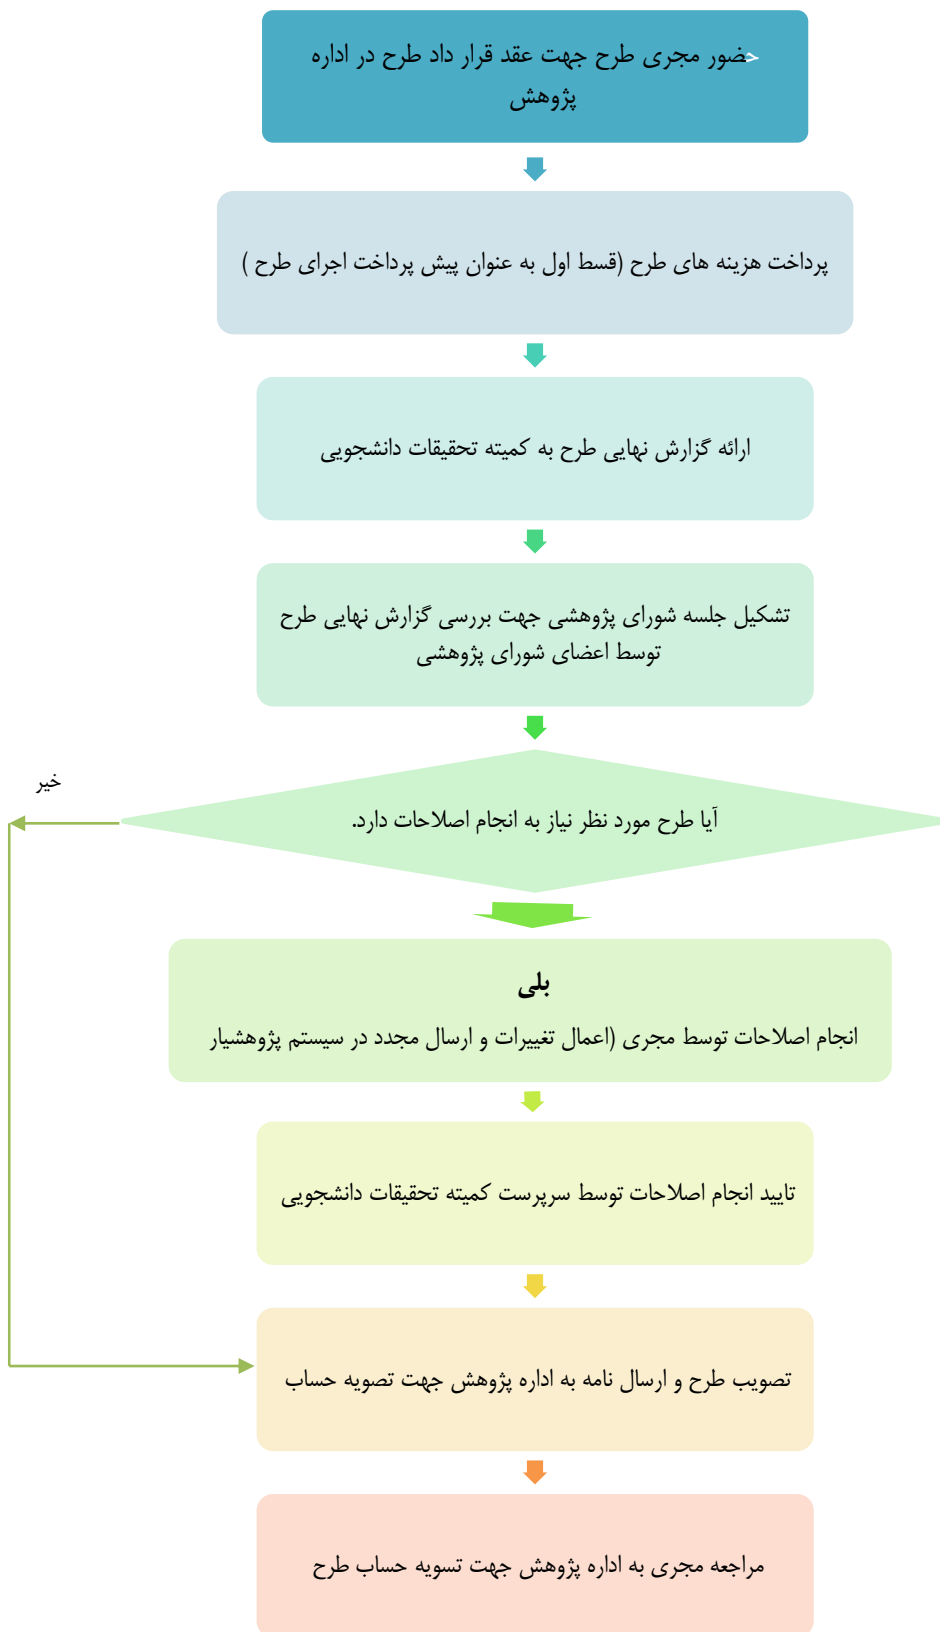 حضور مجری طرح جهت عقد قرار داد طرح در اداره
پژوهش
پرداخت هزینه های طرح (قسط اول به عنوان پیش پرداخت اجرای طرح )
ارائه گزارش نهایی طرح به کمیته تحقیقات دانشجویی
تشکیل جلسه شورای پژوهشی جهت بررسی گزارش نهایی طرح
توسط اعضای شورای پژوهشی
خیر
آیا طرح مورد نظر نیاز به انجام اصلاحات دارد.
بلی
انجام اصلاحات توسط مجری (اعمال تغییرات و ارسال مجدد در سیستم پژوهشیار
تایید انجام اصلاحات توسط سرپرست کمیته تحقیقات دانشجویی
تصویب طرح و ارسال نامه به اداره پژوهش جهت تصویه حساب
مراجعه مجری به اداره پژوهش جهت تسویه حساب طرح